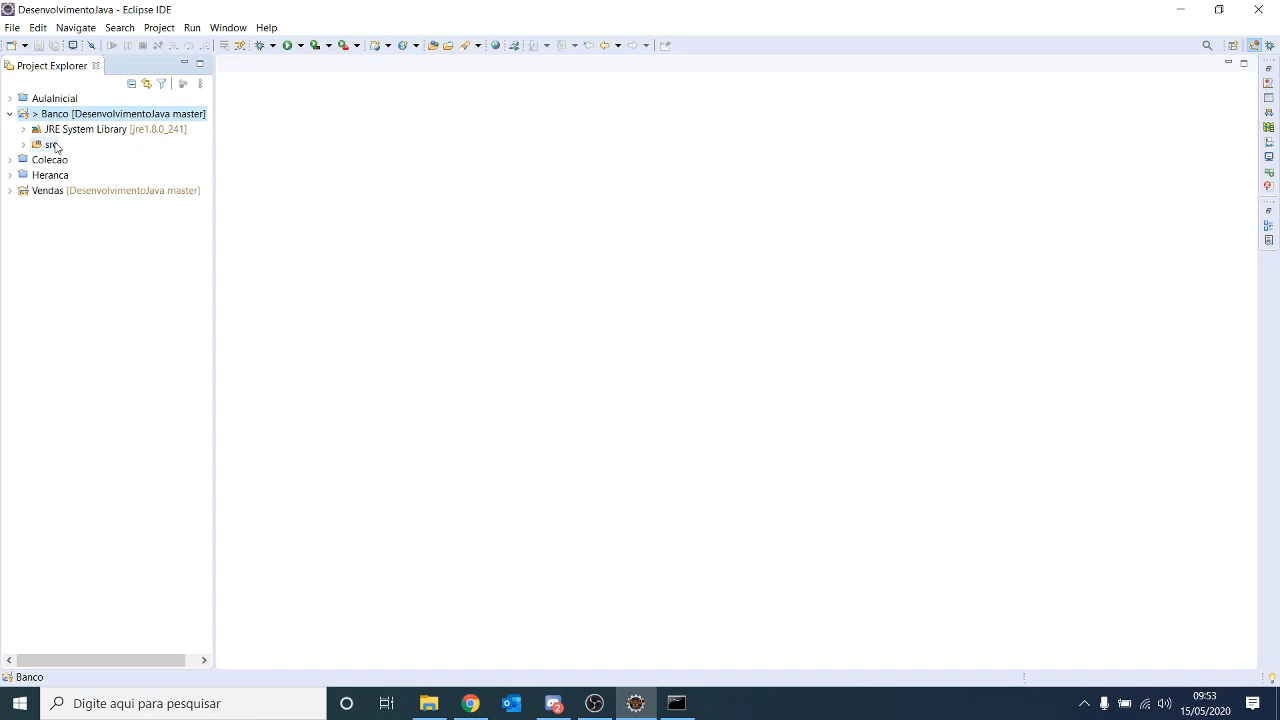 DesenvolvimentoJava - Eclipse IDE
File Edit Navigate Search Project Run Window Help
Project Explorer
AulaInicial
> Banco [DesenvolvimentoJava master]
JRE System Library [jre1.8.0_241]
src
Colecao
Heranca
Vendas [DesenvolvimentoJava master]
Banco
Digite aqui para pesquisar
09:53
15/05/2020